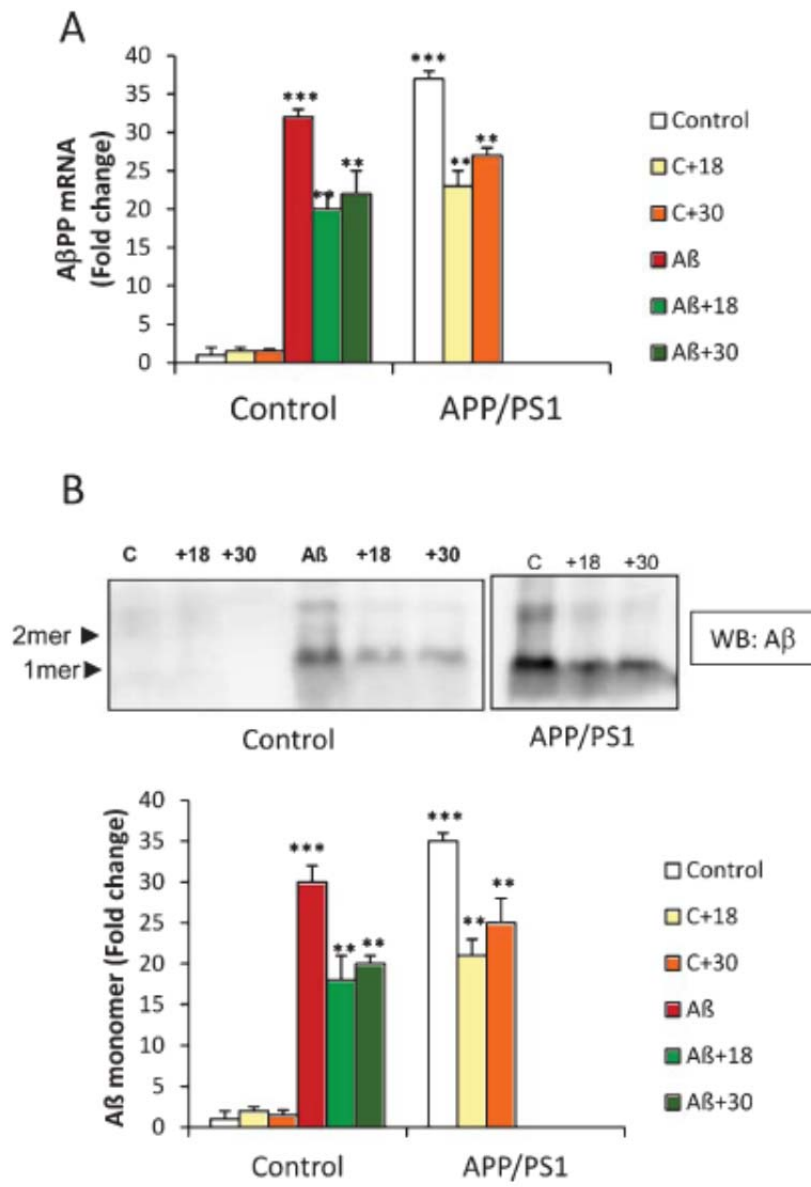 A
AβPP mRNA
(Fold change)
40
35
30
25
20
15
10
5
0
***
**
**
***
**
**
Control
APP/PS1
Control
C+18
C+30
Aß
Aß+18
Aß+30
B
C +18 +30 Aß +18 +30
C +18 +30
2mer
1mer
WB: Aβ
Control
APP/PS1
Aß monomer (Fold change)
40
35
30
25
20
15
10
5
0
***
**
**
***
**
**
Control
APP/PS1
Control
C+18
C+30
Aß
Aß+18
Aß+30